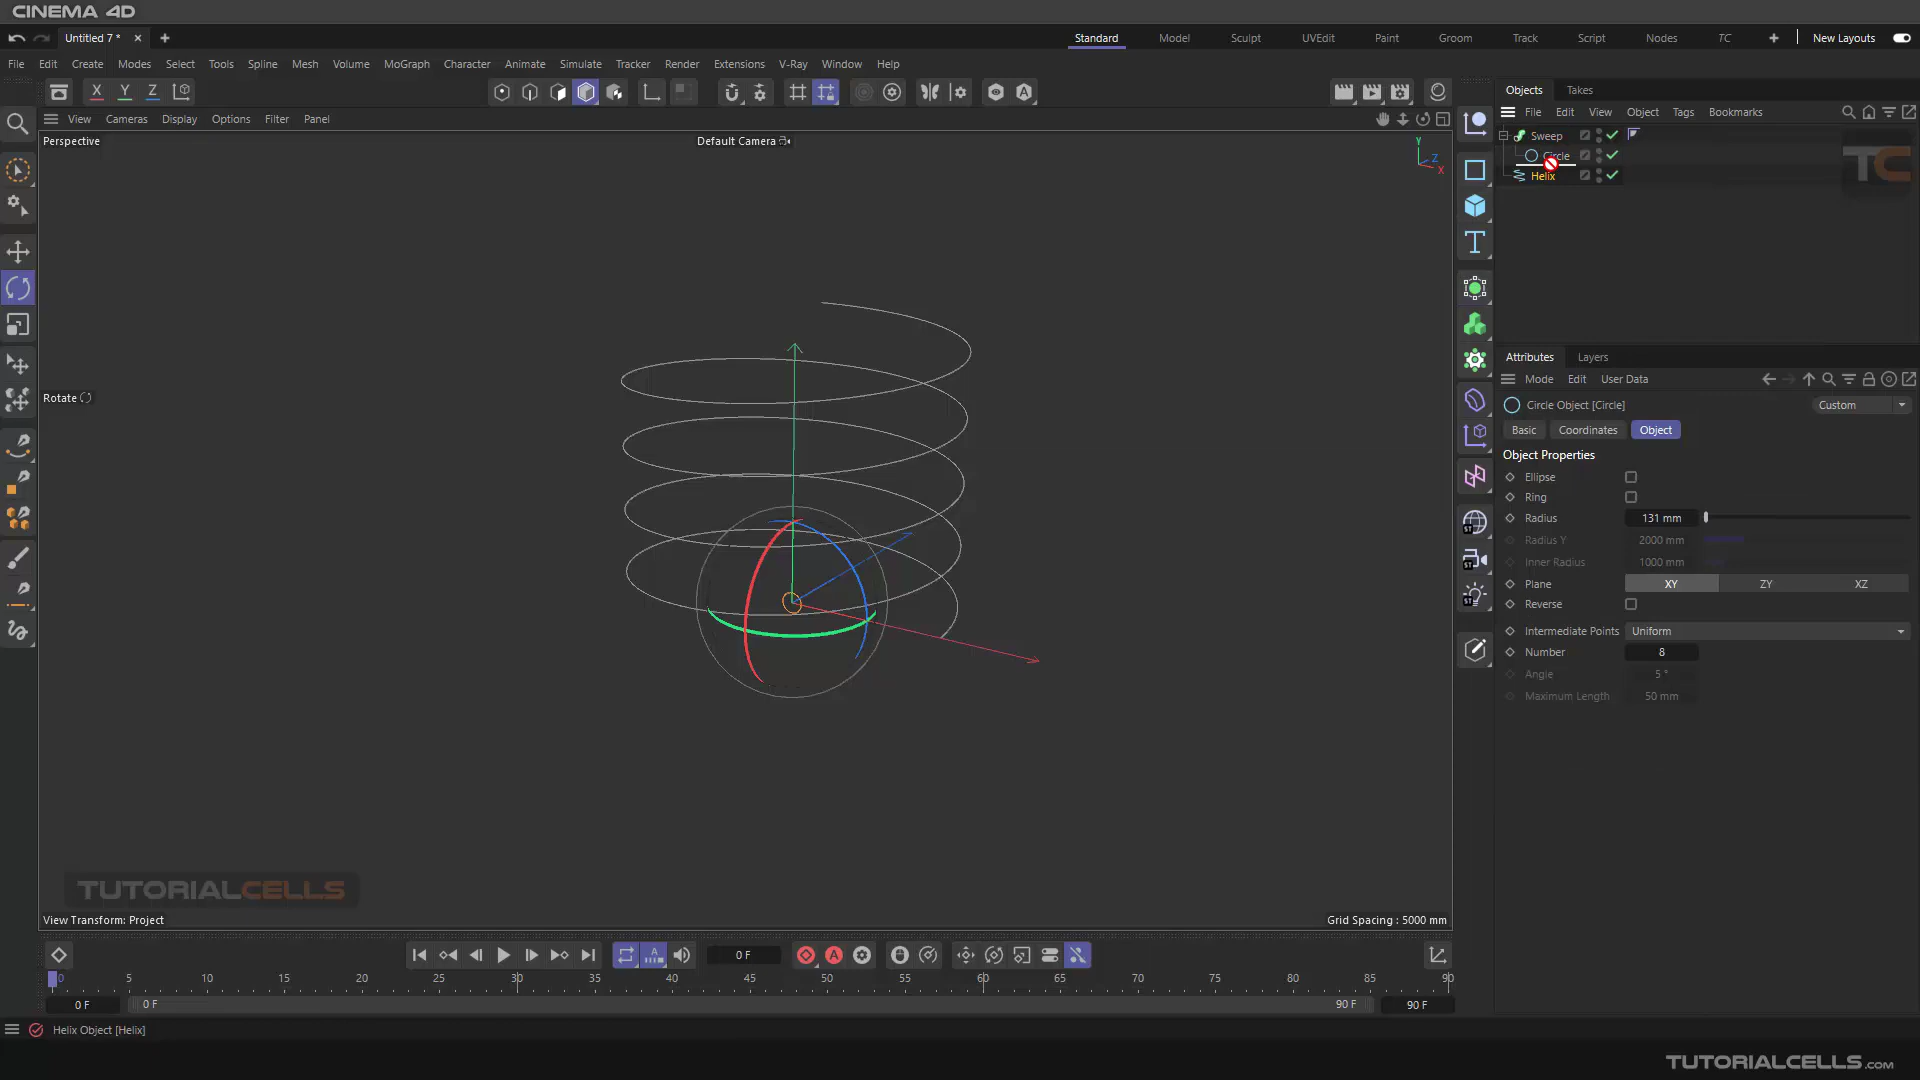 CINEMA 4D
Untitled 7 *
Standard
Model
Sculpt
UVEdit
Paint
Groom
Track
Script
Nodes
TC
New Layouts
File Edit Create Modes Select Tools Spline Mesh Volume MoGraph Character Animate Simulate Tracker Render Extensions V-Ray Window Help
X Y Z
Objects Takes
File Edit View Object Tags Bookmarks
View Cameras Display Options Filter Panel
Perspective
Default Camera
Y
Z
X
Sweep
Circle
Helix
TC
Rotate
Attributes Layers
Mode Edit User Data
Circle Object [Circle]
Custom
Basic Coordinates Object
Object Properties
Ellipse
Ring
Radius 131 mm
Radius Y 2000 mm
Inner Radius 1000 mm
Plane XY ZY XZ
Reverse
Intermediate Points Uniform
Number 8
Angle 5 °
Maximum Length 50 mm
ST
ST
ST
TUTORIALCELLS
View Transform: Project
Grid Spacing : 5000 mm
0 F
0 5 10 15 20 25 30 35 40 45 50 55 60 65 70 75 80 85 90
0 F
0 F
90 F
90 F
Helix Object [Helix]
TUTORIALCELLS.com